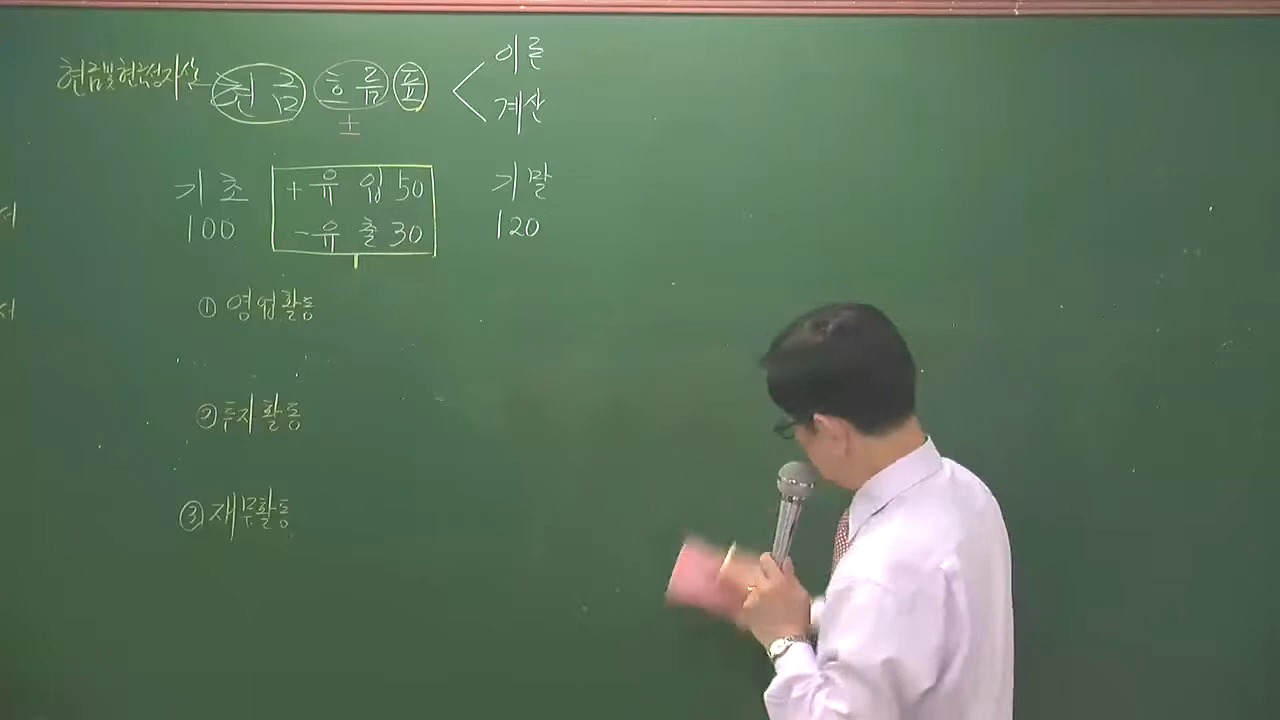 현금및현금성자산 현금 흐름 표 이론
± 계산
기초 +유입 50 기말
100 -유출 30 120
서
① 영업활동
서
② 투자활동
③ 재무활동